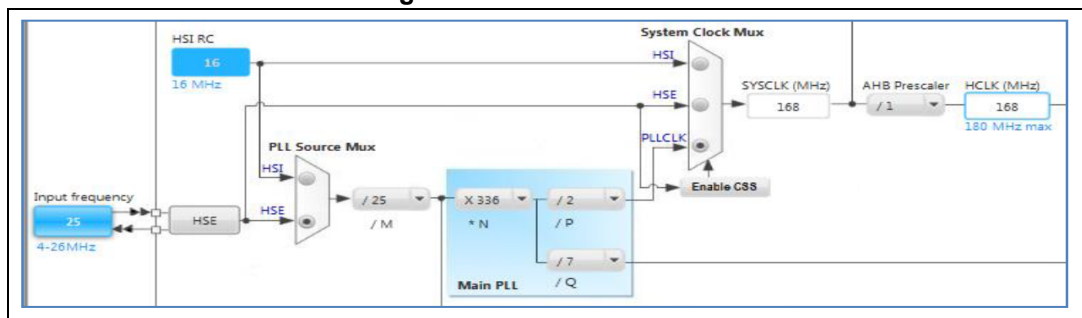 HSI RC
16
16 MHz
System Clock Mux
HSI
HSE
PLLCLK
SYSCLK (MHz)
168
AHB Prescaler
/ 1
HCLK (MHz)
168
180 MHz max
Enable CSS
PLL Source Mux
HSI
HSE
Input frequency
25
4-26MHz
HSE
/ 25
/ M
X 336
* N
/ 2
/ P
/ 7
/ Q
Main PLL